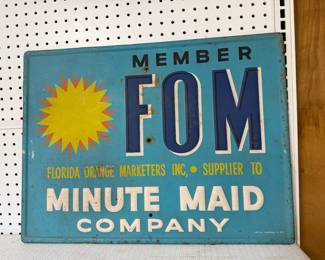 MEMBER
FOM
FLORIDA ORANGE MARKETERS INC, • SUPPLIER TO
MINUTE MAID
COMPANY